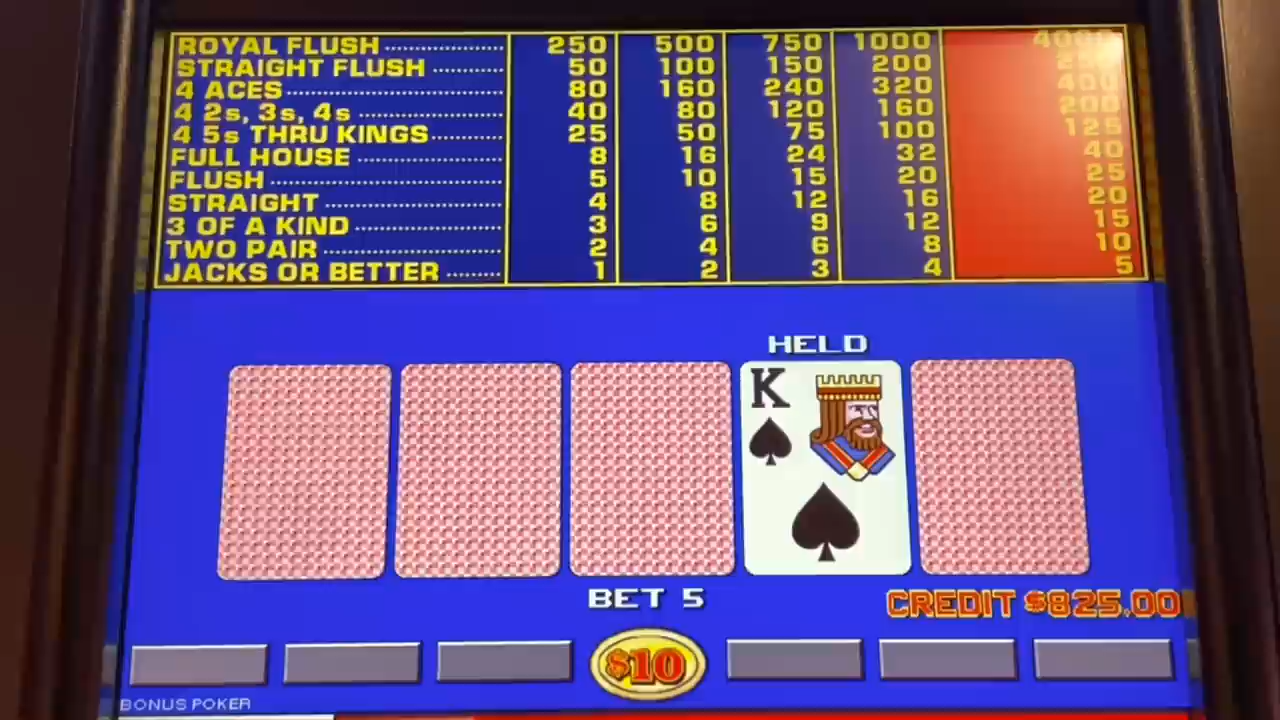 ROYAL FLUSH 250 500 750 1000 4000
STRAIGHT FLUSH 50 100 150 200 250
4 ACES 80 160 240 320 400
4 2s, 3s, 4s 40 80 120 160 200
4 5s THRU KINGS 25 50 75 100 125
FULL HOUSE 8 16 24 32 40
FLUSH 5 10 15 20 25
STRAIGHT 4 8 12 16 20
3 OF A KIND 3 6 9 12 15
TWO PAIR 2 4 6 8 10
JACKS OR BETTER 1 2 3 4 5
HELD
K
BET 5
CREDIT $825.00
$10
BONUS POKER